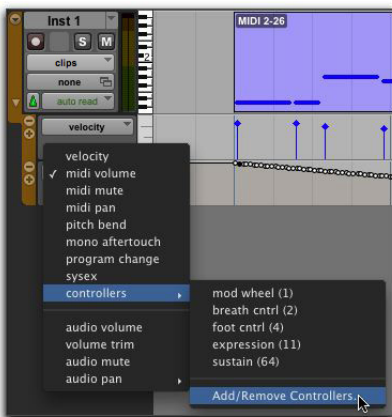 Inst 1
MIDI 2-26
S M
clips
2
none
auto read
velocity
velocity
✓ midi volume
midi mute
midi pan
pitch bend
mono aftertouch
program change
sysex
controllers
mod wheel (1)
breath cntrl (2)
foot cntrl (4)
expression (11)
sustain (64)
Add/Remove Controllers...
audio volume
volume trim
audio mute
audio pan